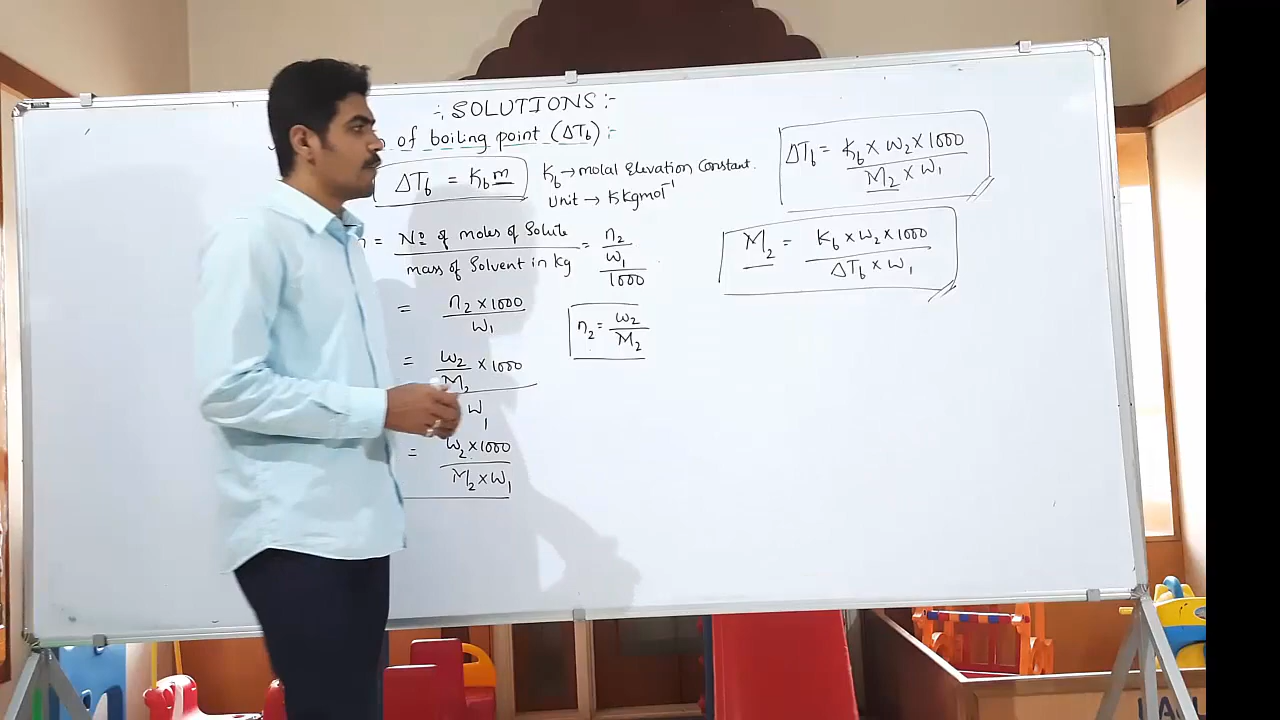 :- SOLUTIONS :-
of boiling point (ΔTb) :-
ΔTb = Kb m
Kb → molal Elevation Constant.
Unit → K kg mol⁻¹
= No of moles of Solute / mass of Solvent in kg = n2 / (w1 / 1000)
= n2 × 1000 / w1
n2 = w2 / M2
= (w2 / M2 × 1000) / w1
= w2 × 1000 / M2 × w1
ΔTb = Kb × w2 × 1000 / M2 × w1
M2 = Kb × w2 × 1000 / ΔTb × w1